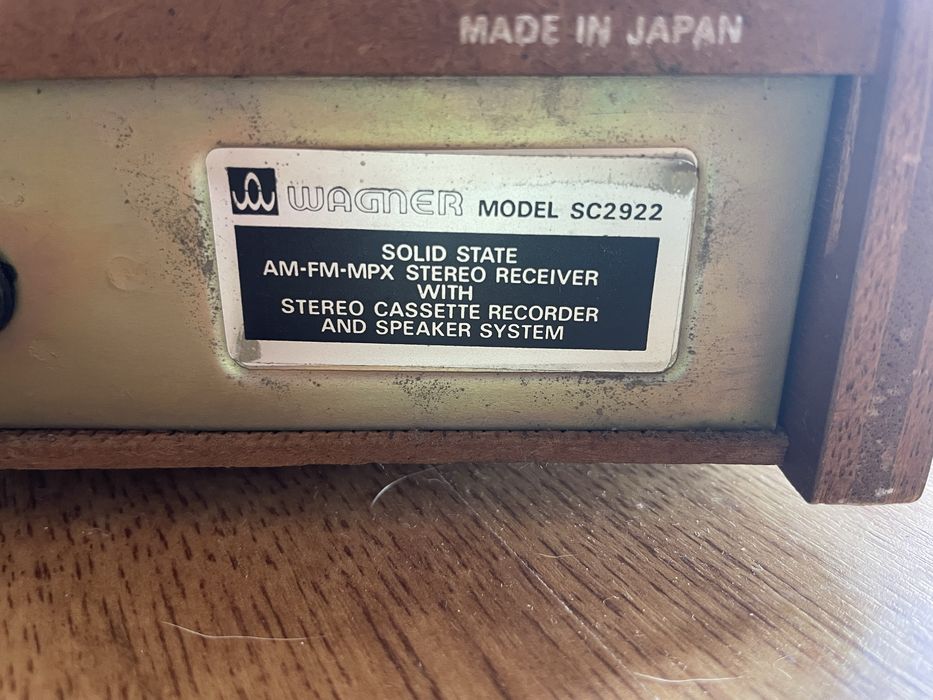 MADE IN JAPAN
WAGNER MODEL SC2922
SOLID STATE
AM-FM-MPX STEREO RECEIVER
WITH
STEREO CASSETTE RECORDER
AND SPEAKER SYSTEM